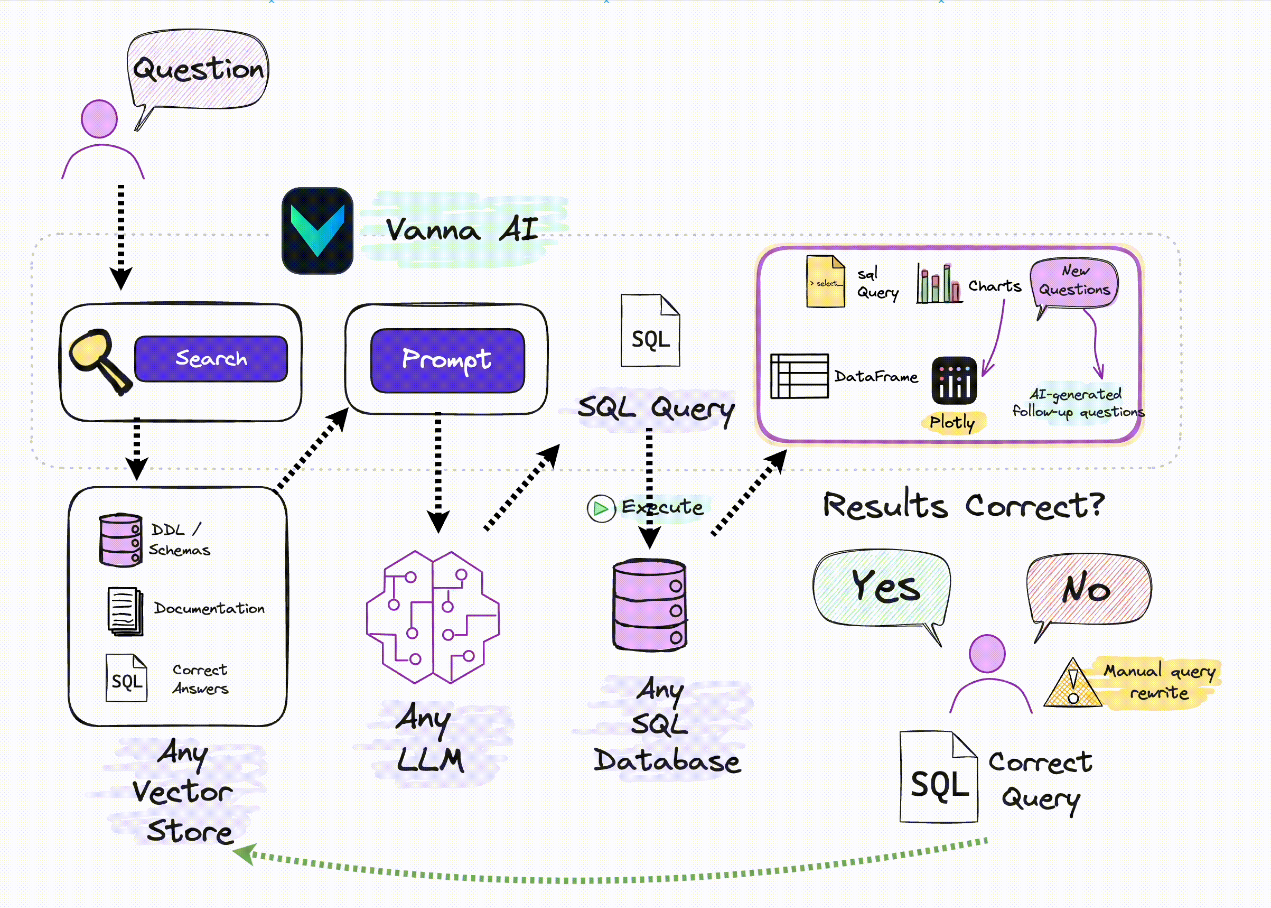 Question
Vanna AI
Search
Prompt
SQL
SQL Query
> select...
sql
Query
Charts
New
Questions
DataFrame
Plotly
AI-generated
follow-up questions
DDL /
Schemas
Documentation
SQL
Correct
Answers
Any
Vector
Store
Any
LLM
Execute
Any
SQL
Database
Results Correct?
Yes
No
Manual query
rewrite
SQL
Correct
Query